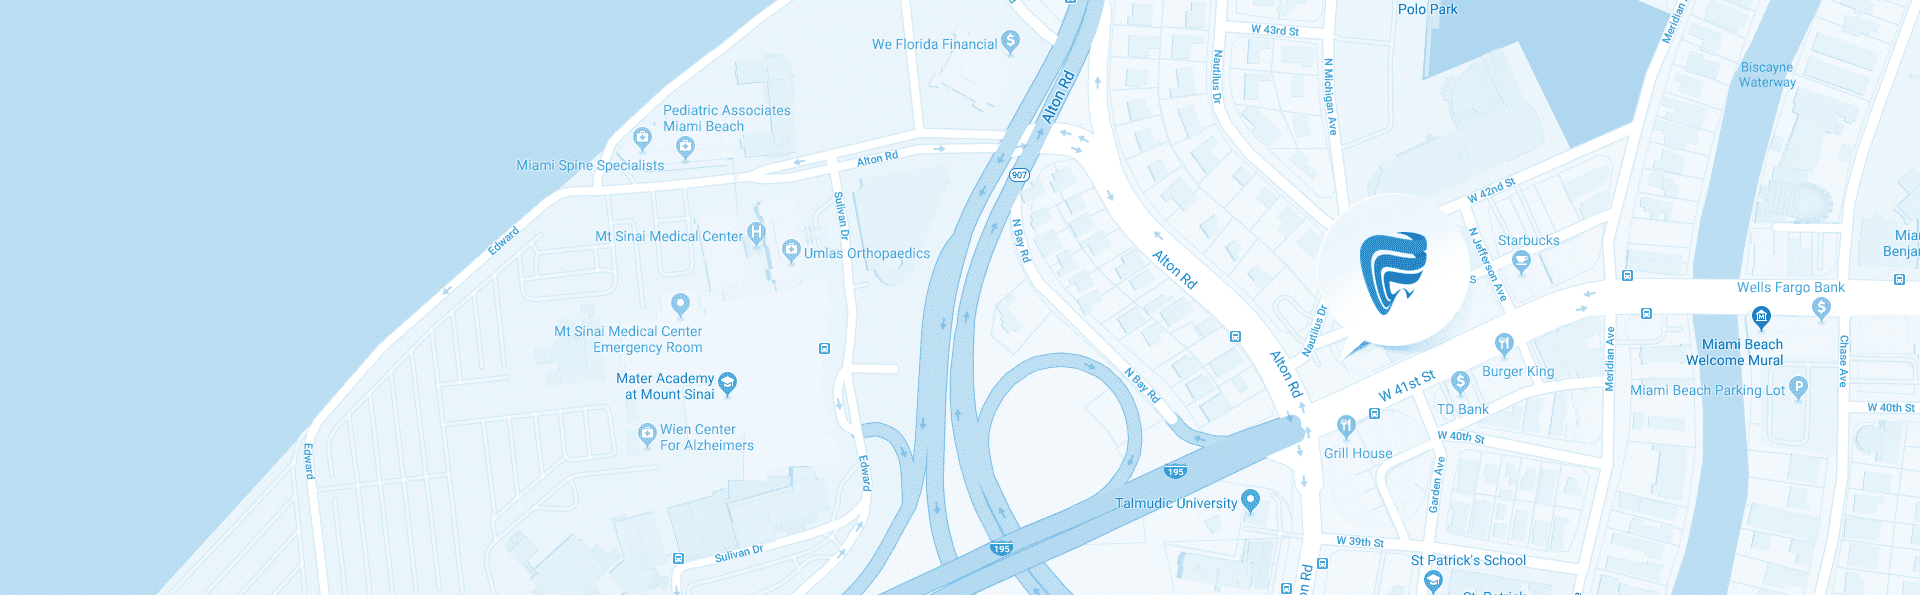 Polo Park
We Florida Financial
W 43rd St
Meridian
Alton Rd
Nautilus Dr
N Michigan Ave
Biscayne
Waterway
Pediatric Associates
Miami Beach
Miami Spine Specialists
Alton Rd
907
W 42nd St
Sulivan Dr
Edward
Mt Sinai Medical Center
H
Umlas Orthopaedics
N Bay Rd
Alton Rd
N Jefferson Ave
Starbucks
s
Wells Fargo Bank
Mt Sinai Medical Center
Emergency Room
Nautilus Dr
Miami Beach
Welcome Mural
Meridian Ave
Chase Ave
Mater Academy
at Mount Sinai
N Bay Rd
Alton Rd
W 41st St
Burger King
TD Bank
Miami Beach Parking Lot
P
W 40th St
Wien Center
For Alzheimers
Edward
Edward
Grill House
W 40th St
195
Garden Ave
Talmudic University
195
Sulivan Dr
W 39th St
St Patrick's School